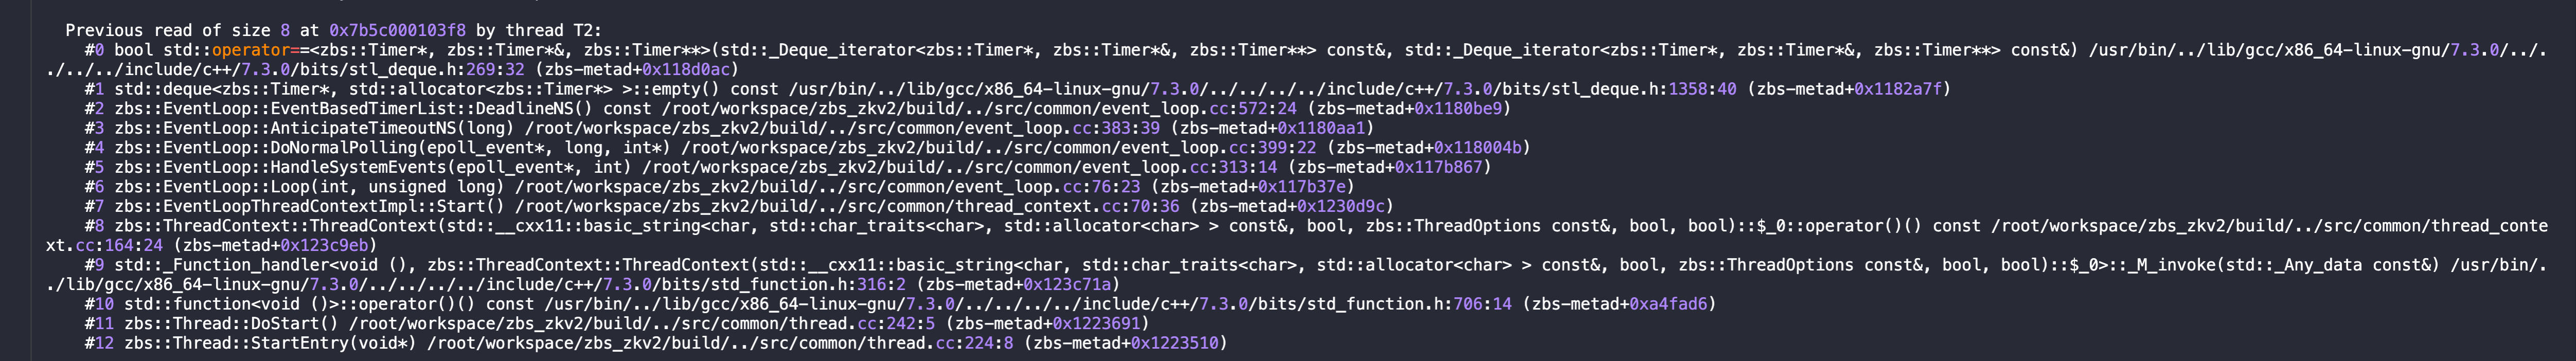 Previous read of size 8 at 0x7b5c000103f8 by thread T2:
#0 bool std::operator==<zbs::Timer*, zbs::Timer*&, zbs::Timer**>(std::_Deque_iterator<zbs::Timer*, zbs::Timer*&, zbs::Timer**> const&, std::_Deque_iterator<zbs::Timer*, zbs::Timer*&, zbs::Timer**> const&) /usr/bin/../lib/gcc/x86_64-linux-gnu/7.3.0/../.
./../../include/c++/7.3.0/bits/stl_deque.h:269:32 (zbs-metad+0x118d0ac)
#1 std::deque<zbs::Timer*, std::allocator<zbs::Timer*> >::empty() const /usr/bin/../lib/gcc/x86_64-linux-gnu/7.3.0/../../../../include/c++/7.3.0/bits/stl_deque.h:1358:40 (zbs-metad+0x1182a7f)
#2 zbs::EventLoop::EventBasedTimerList::DeadlineNS() const /root/workspace/zbs_zkv2/build/../src/common/event_loop.cc:572:24 (zbs-metad+0x1180be9)
#3 zbs::EventLoop::AnticipateTimeoutNS(long) /root/workspace/zbs_zkv2/build/../src/common/event_loop.cc:383:39 (zbs-metad+0x1180aa1)
#4 zbs::EventLoop::DoNormalPolling(epoll_event*, long, int*) /root/workspace/zbs_zkv2/build/../src/common/event_loop.cc:399:22 (zbs-metad+0x118004b)
#5 zbs::EventLoop::HandleSystemEvents(epoll_event*, int) /root/workspace/zbs_zkv2/build/../src/common/event_loop.cc:313:14 (zbs-metad+0x117b867)
#6 zbs::EventLoop::Loop(int, unsigned long) /root/workspace/zbs_zkv2/build/../src/common/event_loop.cc:76:23 (zbs-metad+0x117b37e)
#7 zbs::EventLoopThreadContextImpl::Start() /root/workspace/zbs_zkv2/build/../src/common/thread_context.cc:70:36 (zbs-metad+0x1230d9c)
#8 zbs::ThreadContext::ThreadContext(std::__cxx11::basic_string<char, std::char_traits<char>, std::allocator<char> > const&, bool, zbs::ThreadOptions const&, bool, bool)::$_0::operator()() const /root/workspace/zbs_zkv2/build/../src/common/thread_conte
xt.cc:164:24 (zbs-metad+0x123c9eb)
#9 std::_Function_handler<void (), zbs::ThreadContext::ThreadContext(std::__cxx11::basic_string<char, std::char_traits<char>, std::allocator<char> > const&, bool, zbs::ThreadOptions const&, bool, bool)::$_0>::_M_invoke(std::_Any_data const&) /usr/bin/.
./lib/gcc/x86_64-linux-gnu/7.3.0/../../../../include/c++/7.3.0/bits/std_function.h:316:2 (zbs-metad+0x123c71a)
#10 std::function<void ()>::operator()() const /usr/bin/../lib/gcc/x86_64-linux-gnu/7.3.0/../../../../include/c++/7.3.0/bits/std_function.h:706:14 (zbs-metad+0xa4fad6)
#11 zbs::Thread::DoStart() /root/workspace/zbs_zkv2/build/../src/common/thread.cc:242:5 (zbs-metad+0x1223691)
#12 zbs::Thread::StartEntry(void*) /root/workspace/zbs_zkv2/build/../src/common/thread.cc:224:8 (zbs-metad+0x1223510)